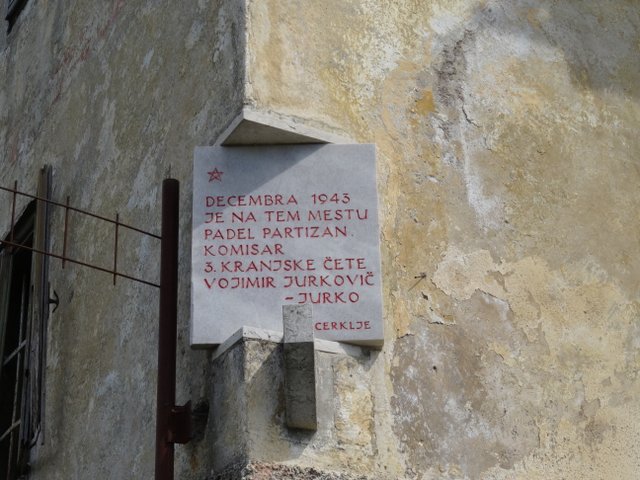 DECEMBRA 1943
JE NA TEM MESTU
PADEL PARTIZAN.
KOMISAR
3. KRANJSKE ČETE
VOJIMIR JURKOVIČ
-JURKO
CERKLJE